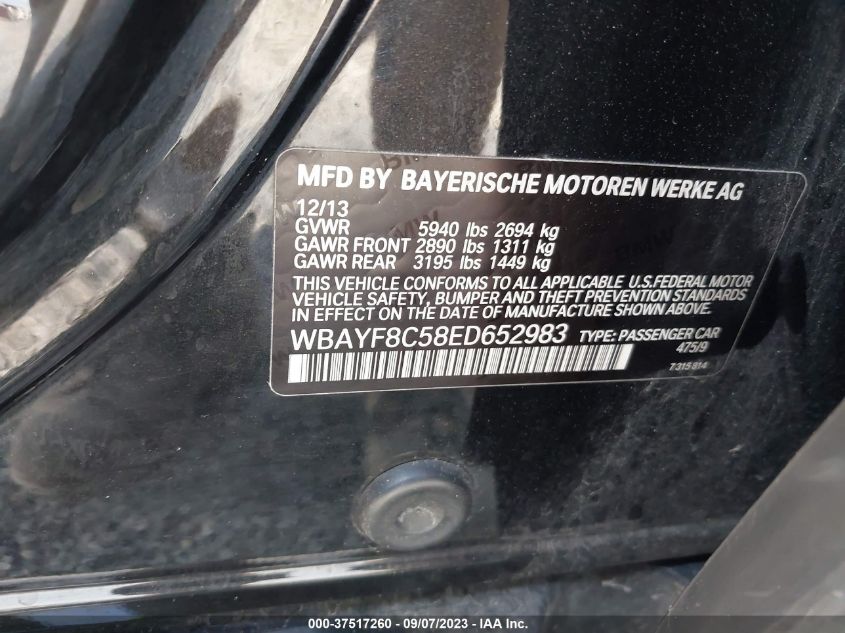 MFD BY BAYERISCHE MOTOREN WERKE AG
12/13
GVWR 5940 lbs 2694 kg
GAWR FRONT 2890 lbs 1311 kg
GAWR REAR 3195 lbs 1449 kg
THIS VEHICLE CONFORMS TO ALL APPLICABLE U.S.FEDERAL MOTOR
VEHICLE SAFETY, BUMPER AND THEFT PREVENTION STANDARDS
IN EFFECT ON DATE OF MANUFACTURE SHOWN ABOVE.
WBAYF8C58ED652983 TYPE: PASSENGER CAR
475/9
7 315 814
000-37517260 - 09/07/2023 - IAA Inc.